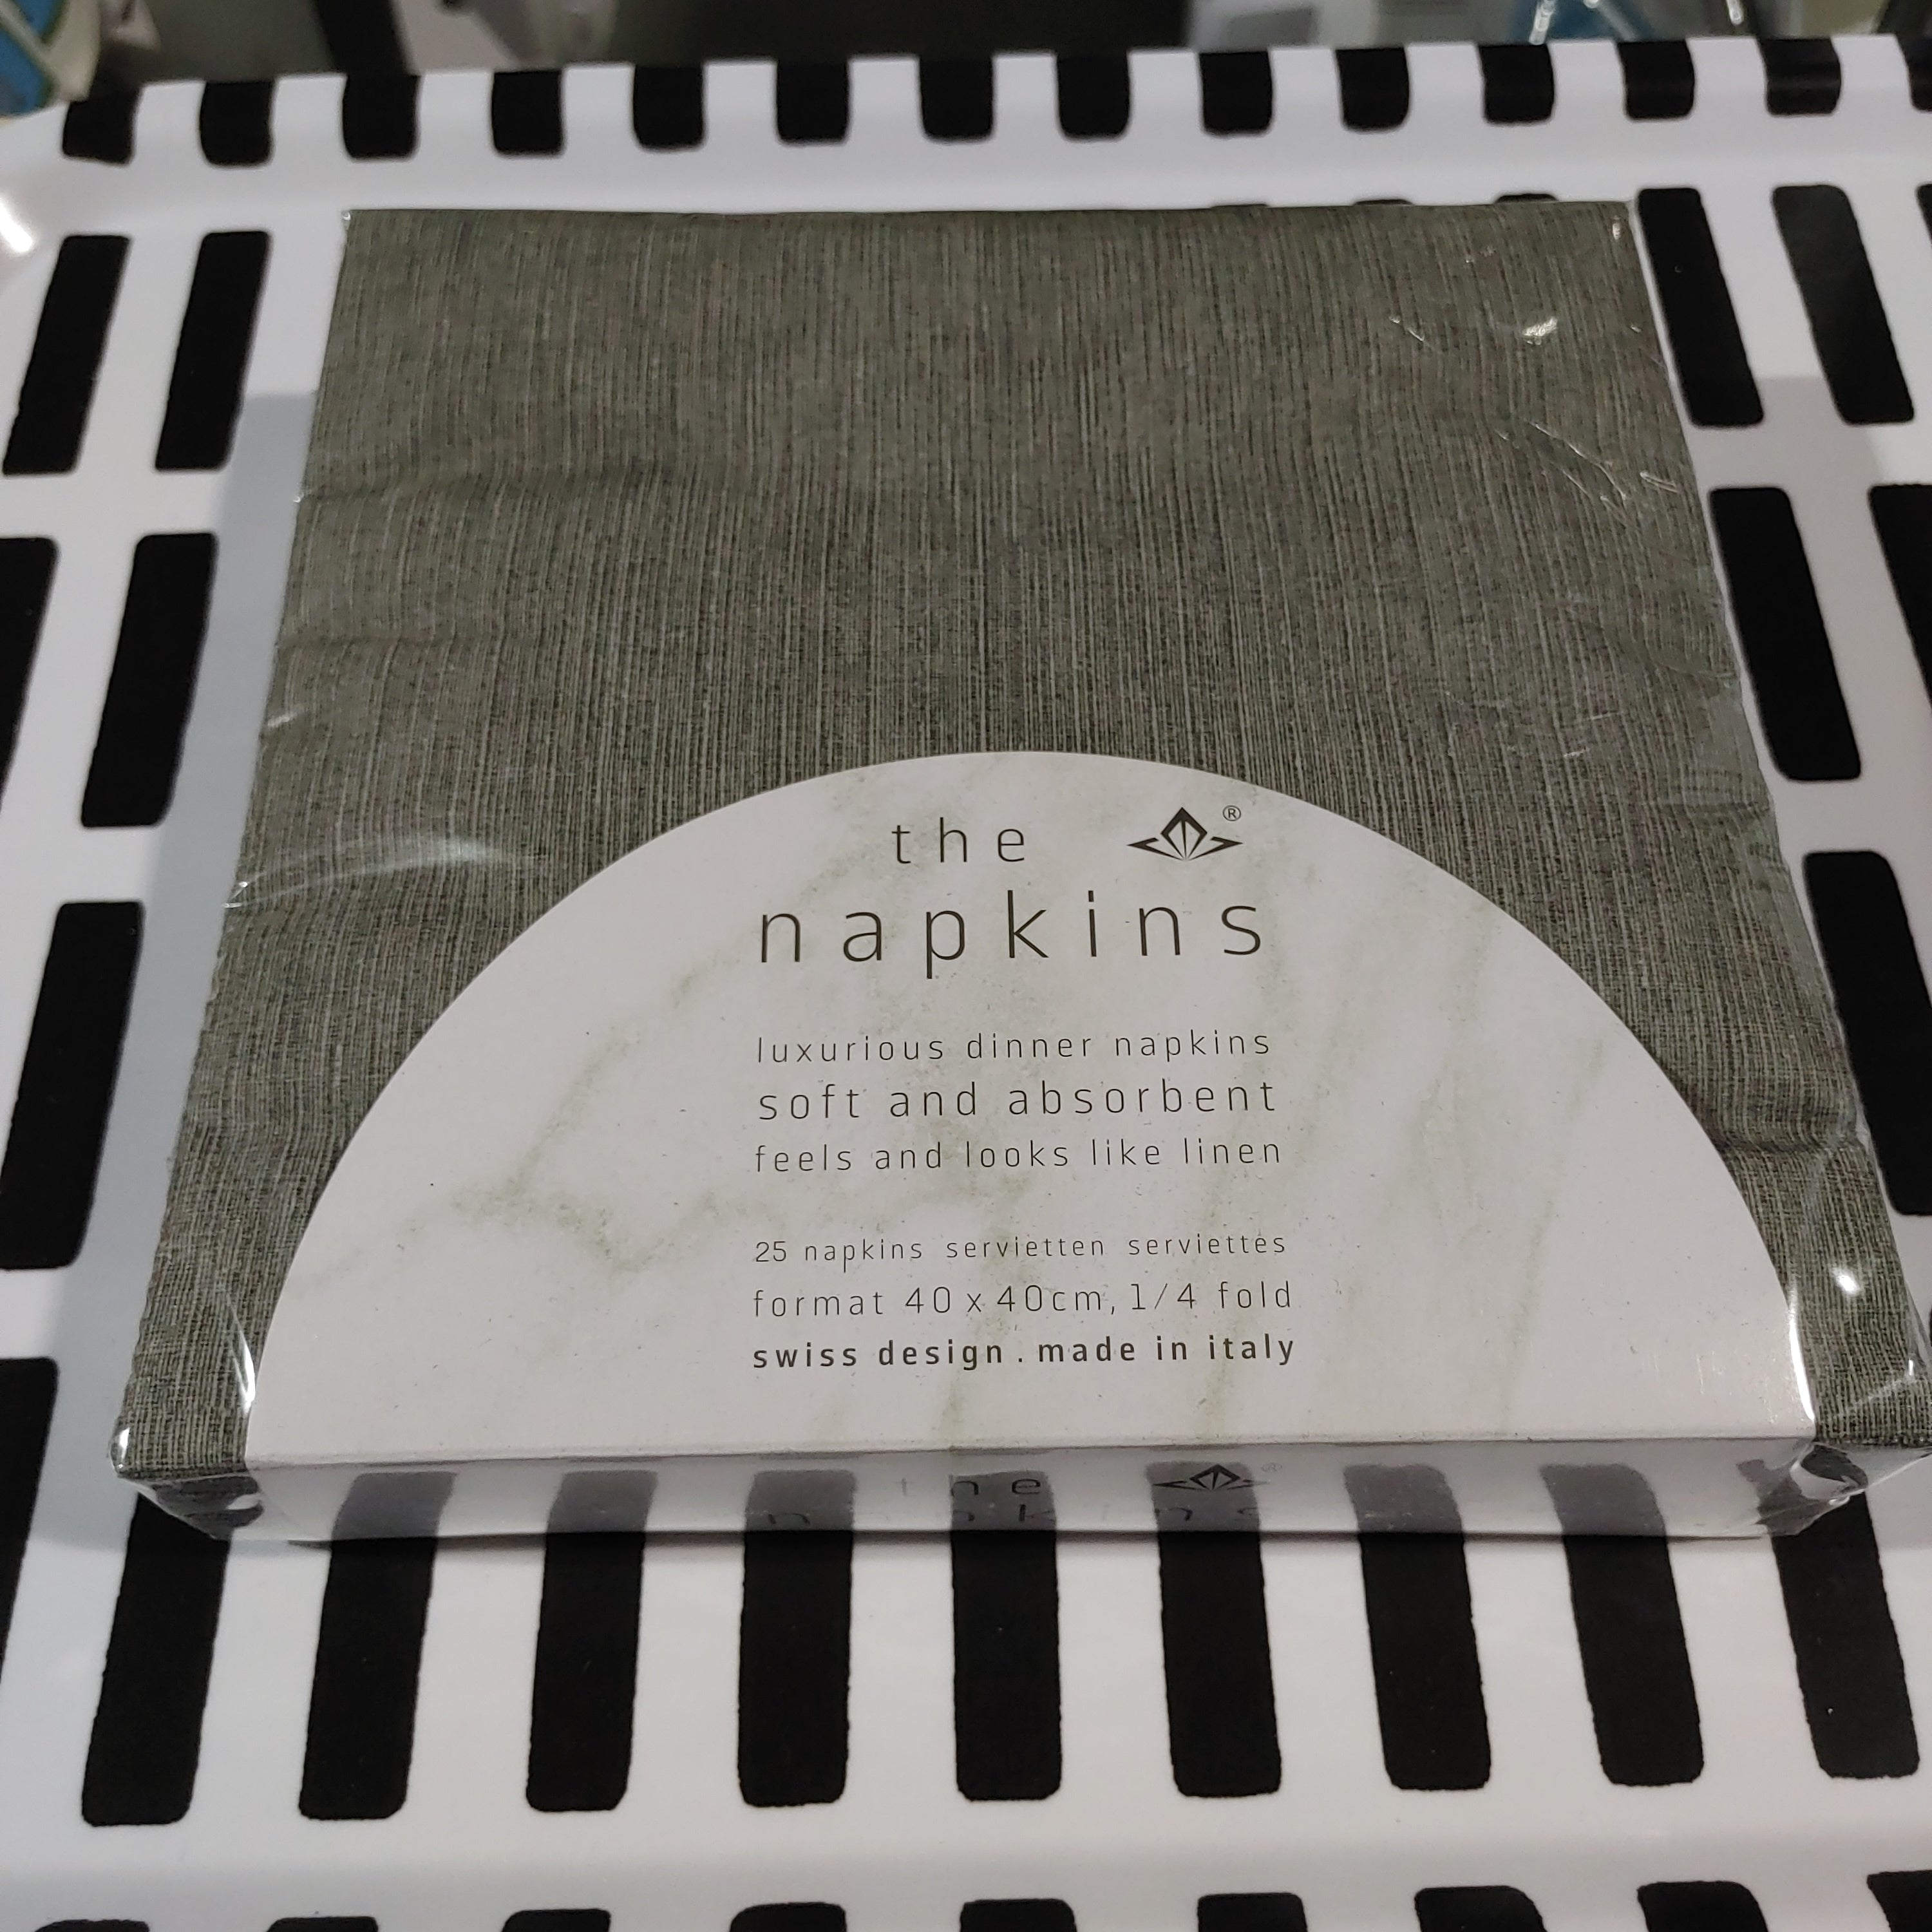 the ®
napkins
luxurious dinner napkins
soft and absorbent
feels and looks like linen
25 napkins servietten serviettes
format 40 x 40cm, 1/4 fold
swiss design . made in italy